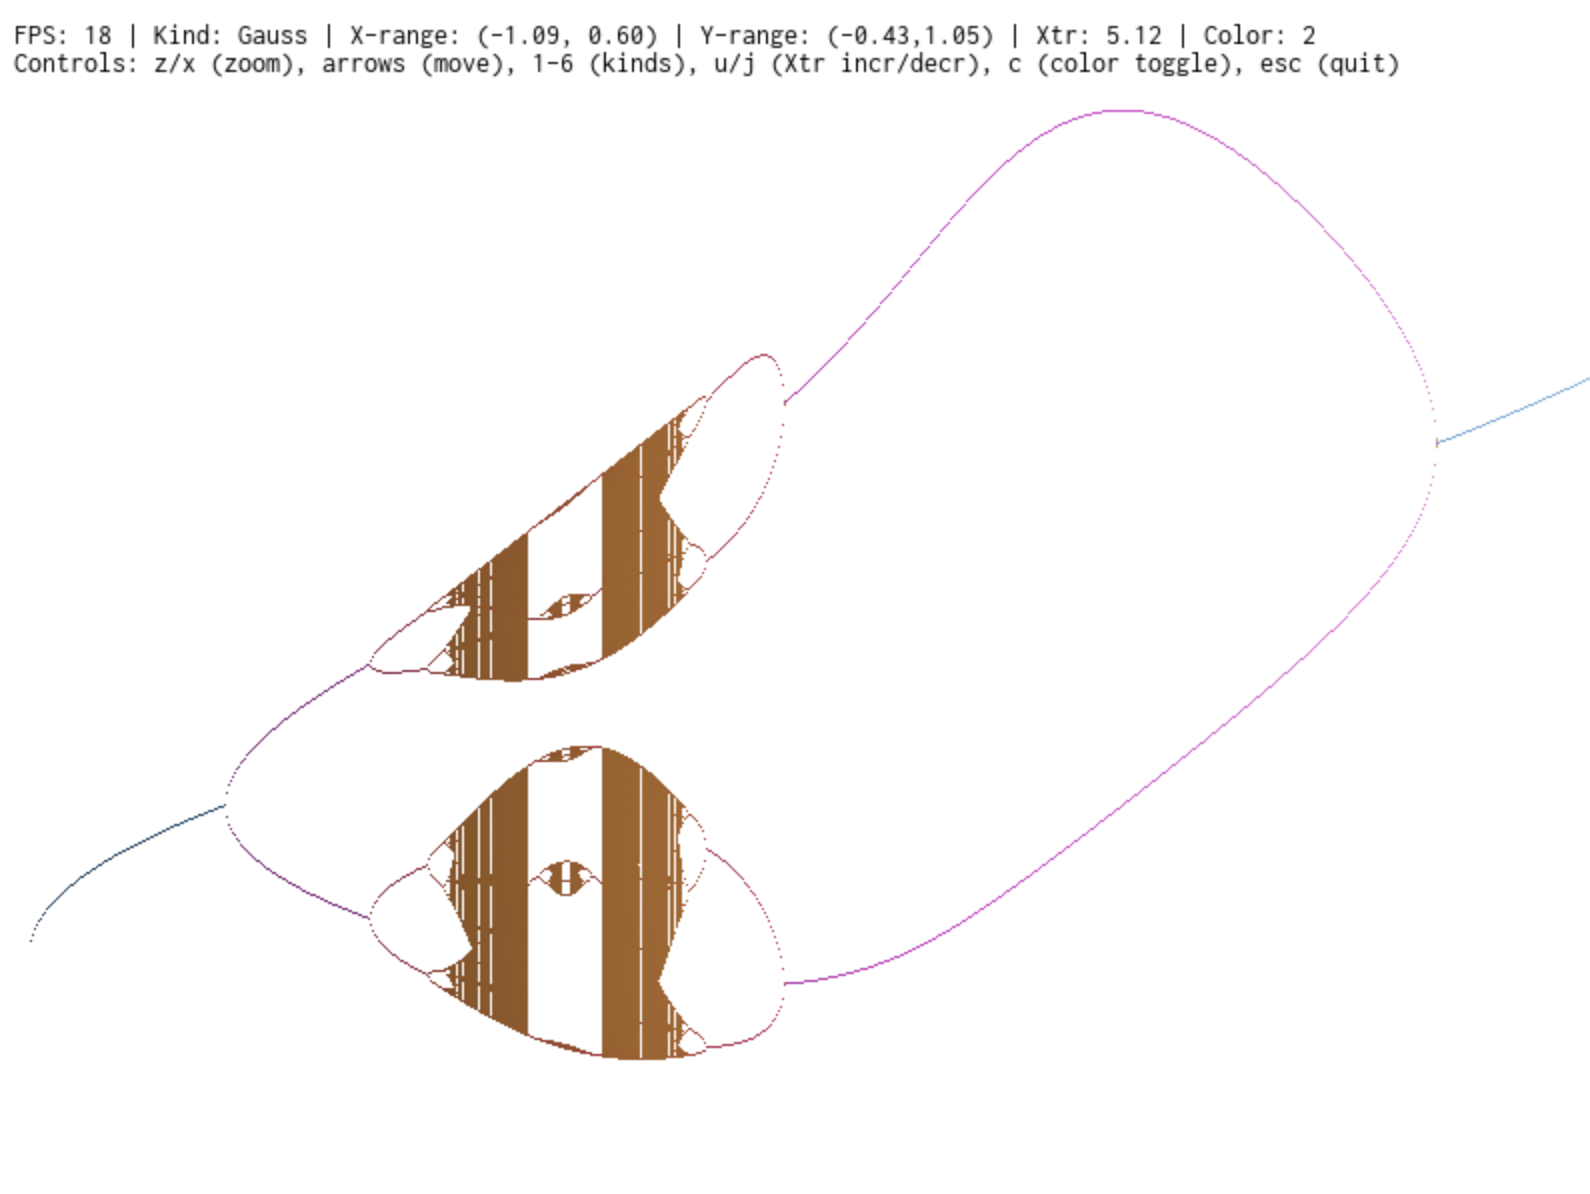 FPS: 18 | Kind: Gauss | X-range: (-1.09, 0.60) | Y-range: (-0.43,1.05) | Xtr: 5.12 | Color: 2
Controls: z/x (zoom), arrows (move), 1-6 (kinds), u/j (Xtr incr/decr), c (color toggle), esc (quit)